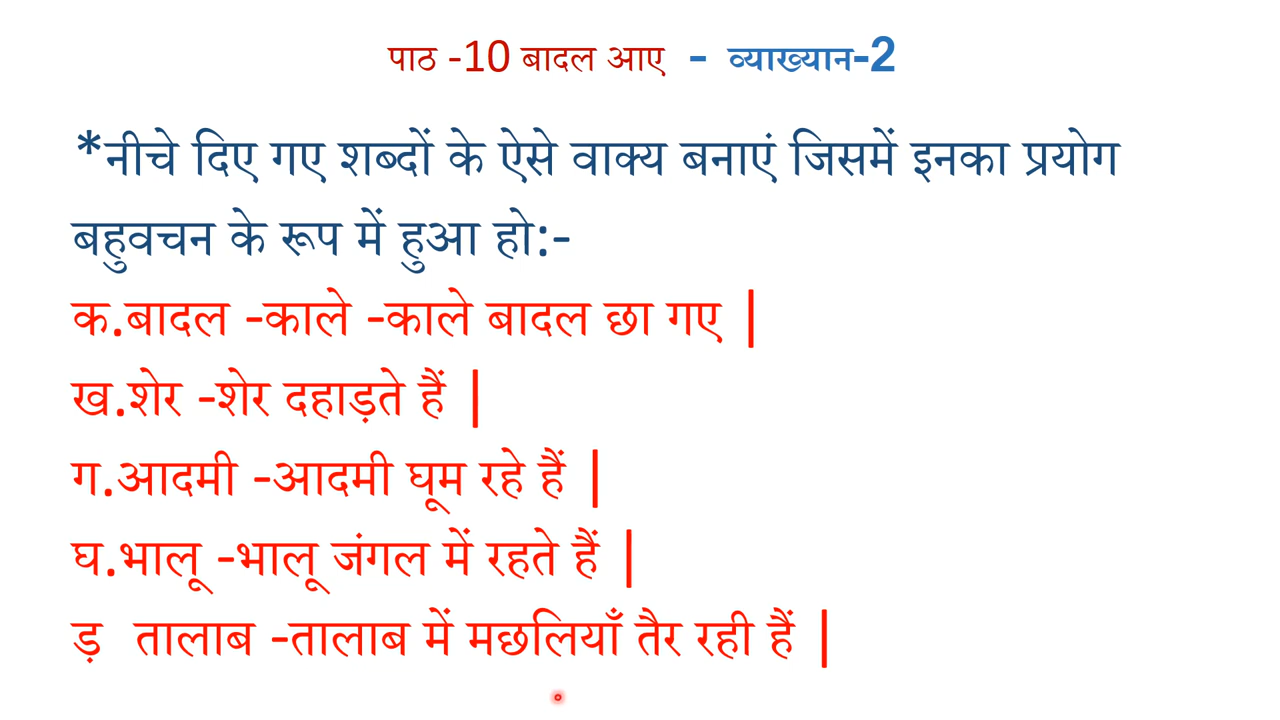 पाठ -10 बादल आए - व्याख्यान-2
*नीचे दिए गए शब्दों के ऐसे वाक्य बनाएं जिसमें इनका प्रयोग
बहुवचन के रूप में हुआ हो:-
क.बादल -काले -काले बादल छा गए |
ख.शेर -शेर दहाड़ते हैं |
ग.आदमी -आदमी घूम रहे हैं |
घ.भालू -भालू जंगल में रहते हैं |
ड़ तालाब -तालाब में मछलियाँ तैर रही हैं |